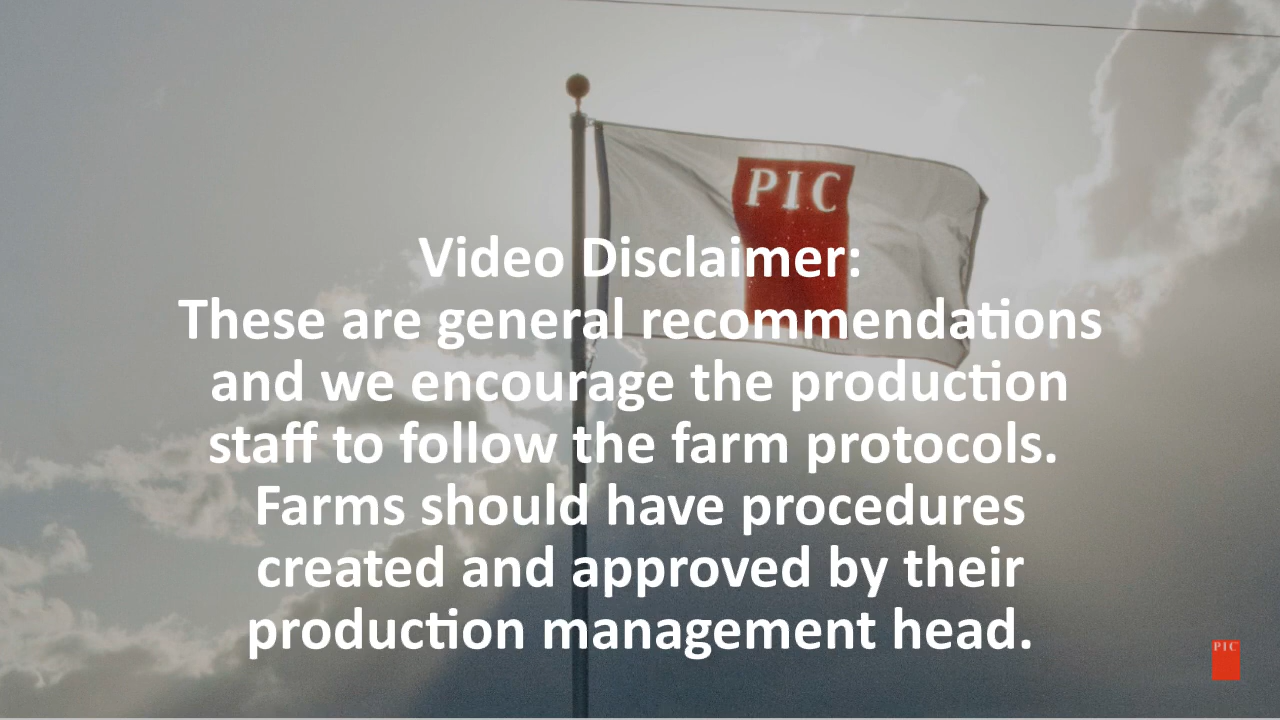 PIC
Video Disclaimer:
These are general recommendations
and we encourage the production
staff to follow the farm protocols.
Farms should have procedures
created and approved by their
production management head.
PIC